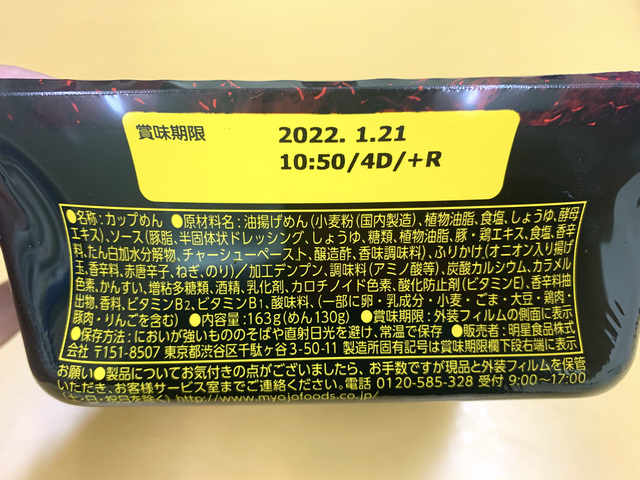 賞味期限 2022. 1.21
10:50/4D/+R
●名称:カップめん ●原材料名:油揚げめん(小麦粉(国内製造)、植物油脂、食塩、しょうゆ、酵母
エキス)、ソース(豚脂、半固体状ドレッシング、しょうゆ、糖類、植物油脂、豚・鶏エキス、食塩、香辛
料、たん白加水分解物、チャーシューペースト、醸造酢、香味調味料)、ふりかけ(オニオン入り揚げ
玉、香辛料、赤唐辛子、ねぎ、のり)/加工デンプン、調味料(アミノ酸等)、炭酸カルシウム、カラメル
色素、かんすい、増粘多糖類、酒精、乳化剤、カロチノイド色素、酸化防止剤(ビタミンE)、香辛料抽
出物、香料、ビタミンB₂、ビタミンB₁、酸味料、(一部に卵・乳成分・小麦・ごま・大豆・鶏肉・
豚肉・りんごを含む) ●内容量:163g(めん130g) ●賞味期限:外装フィルムの側面に表示
●保存方法:においが強いもののそばや直射日光を避け、常温で保存 ●販売者:明星食品株式
会社 〒151-8507 東京都渋谷区千駄ヶ谷3-50-11 製造所固有記号は賞味期限欄下段右端に表示
お願い●製品についてお気付きの点がございましたら、お手数ですが現品と外装フィルムを保管
いただき、お客様サービス室までご連絡ください。電話 0120-585-328 受付 9:00〜17:00
(土・日・祝日を除く) http://www.myojofoods.co.jp/